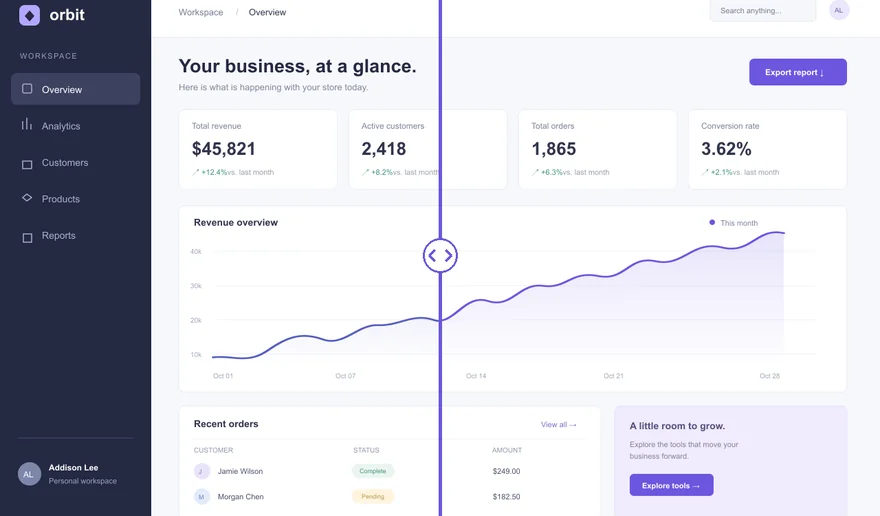 orbit
Workspace / Overview
Search anything...
AL
WORKSPACE
Overview
Analytics
Customers
Products
Reports
AL
Addison Lee
Personal workspace
Your business, at a glance.
Here is what is happening with your store today.
Export report ↓
Total revenue
$45,821
↗ +12.4% vs. last month
Active customers
2,418
↗ +8.2% vs. last month
Total orders
1,865
↗ +6.3% vs. last month
Conversion rate
3.62%
↗ +2.1% vs. last month
Revenue overview
This month
40k
30k
20k
10k
Oct 01 Oct 07 Oct 14 Oct 21 Oct 28
Recent orders
View all →
CUSTOMER STATUS AMOUNT
J Jamie Wilson Complete $249.00
M Morgan Chen Pending $182.50
A little room to grow.
Explore the tools that move your
business forward.
Explore tools →